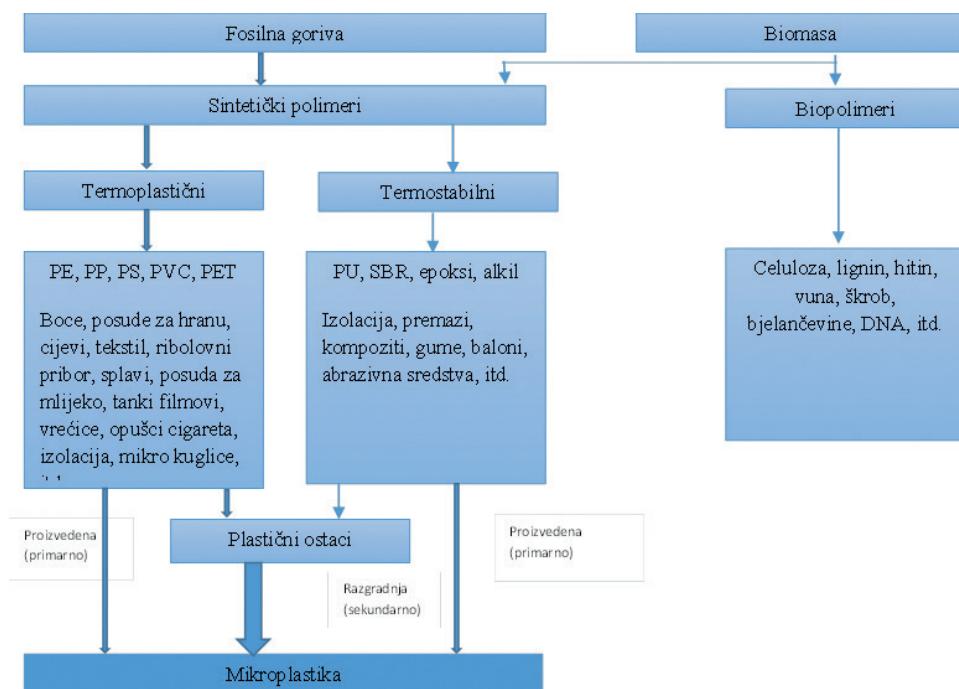 Fosilna goriva
Biomasa
Sintetički polimeri
Biopolimeri
Termoplastični
Termostabilni
PE, PP, PS, PVC, PET
Boce, posude za hranu,
cijevi, tekstil, ribolovni
pribor, splavi, posuda za
mlijeko, tanki filmovi,
vrećice, opušci cigareta,
izolacija, mikro kuglice,
PU, SBR, epoksi, alkil
Izolacija, premazi,
kompoziti, gume, baloni,
abrazivna sredstva, itd.
Celuloza, lignin, hitin,
vuna, škrob,
bjelančevine, DNA, itd.
Proizvedena
(primarno)
Plastični ostaci
Proizvedena
(primarno)
Razgradnja
(sekundarno)
Mikroplastika